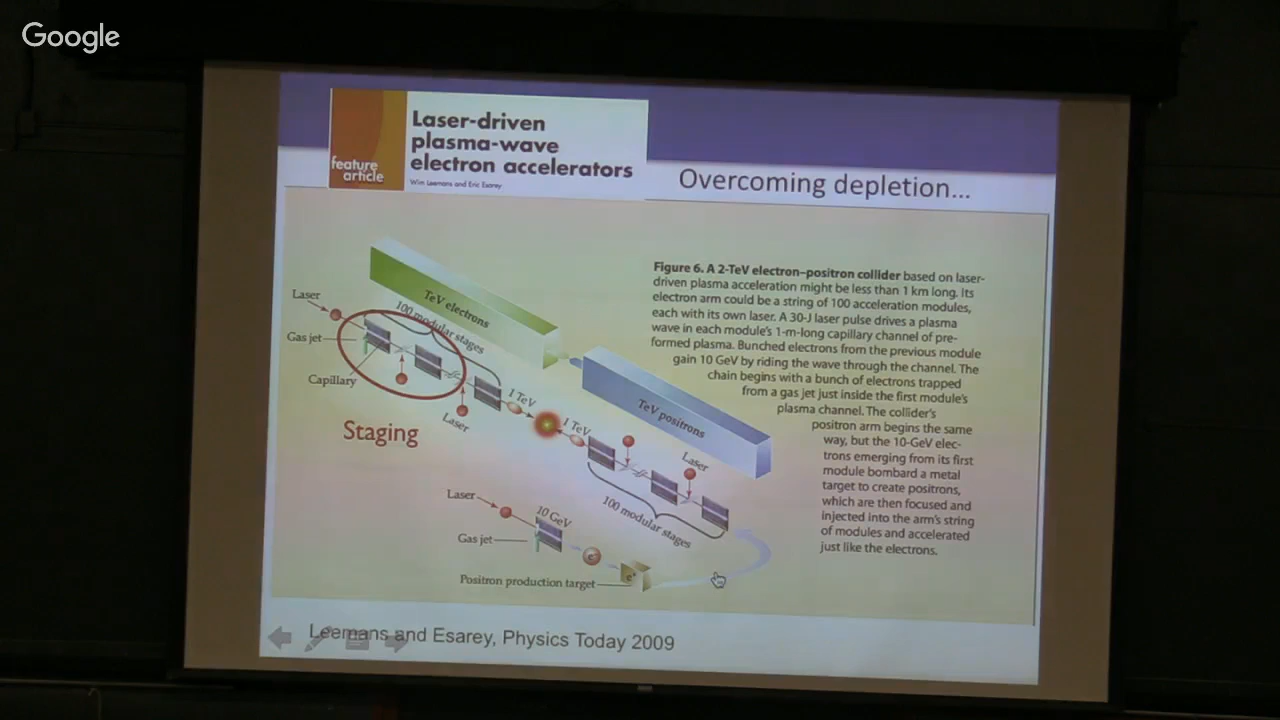 Google
Laser-driven
plasma-wave
electron accelerators
feature
article
Wim Leemans and Eric Esarey
Overcoming depletion...
Figure 6. A 2-TeV electron–positron collider based on laser-
driven plasma acceleration might be less than 1 km long. Its
electron arm could be a string of 100 acceleration modules,
each with its own laser. A 30-J laser pulse drives a plasma
wave in each module's 1-m-long capillary channel of pre-
formed plasma. Bunched electrons from the previous module
gain 10 GeV by riding the wave through the channel. The
chain begins with a bunch of electrons trapped
from a gas jet just inside the first module's
plasma channel. The collider's
positron arm begins the same
way, but the 10-GeV elec-
trons emerging from its first
module bombard a metal
target to create positrons,
which are then focused and
injected into the arm's string
of modules and accelerated
just like the electrons.
TeV electrons
Laser
100 modular stages
Gas jet
Capillary
Laser
1 TeV
1 TeV
TeV positrons
Staging
Laser
100 modular stages
Laser
10 GeV
Gas jet
e⁻
e⁺
Positron production target
Leemans and Esarey, Physics Today 2009